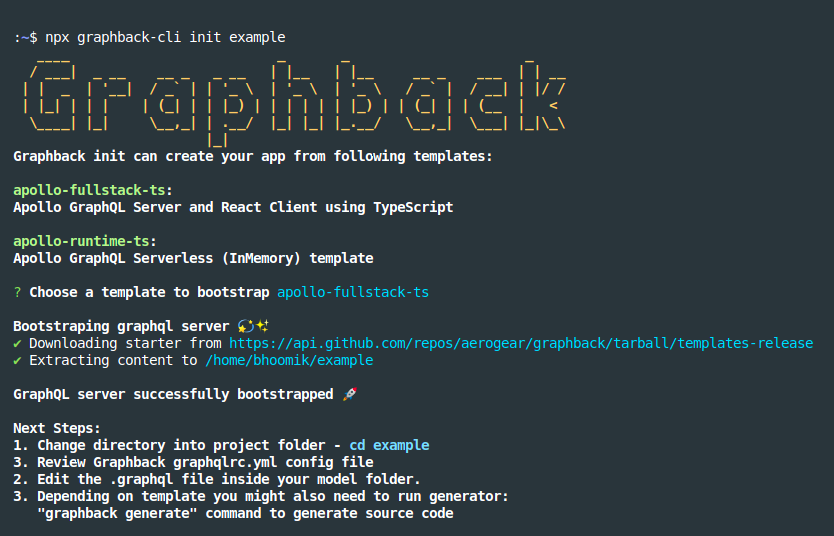 :~$ npx graphback-cli init example
Graphback
Graphback init can create your app from following templates:
apollo-fullstack-ts:
Apollo GraphQL Server and React Client using TypeScript
apollo-runtime-ts:
Apollo GraphQL Serverless (InMemory) template
? Choose a template to bootstrap apollo-fullstack-ts
Bootstraping graphql server 💫✨
✔ Downloading starter from https://api.github.com/repos/aerogear/graphback/tarball/templates-release
✔ Extracting content to /home/bhoomik/example
GraphQL server successfully bootstrapped 🚀
Next Steps:
1. Change directory into project folder - cd example
3. Review Graphback graphqlrc.yml config file
2. Edit the .graphql file inside your model folder.
3. Depending on template you might also need to run generator:
"graphback generate" command to generate source code